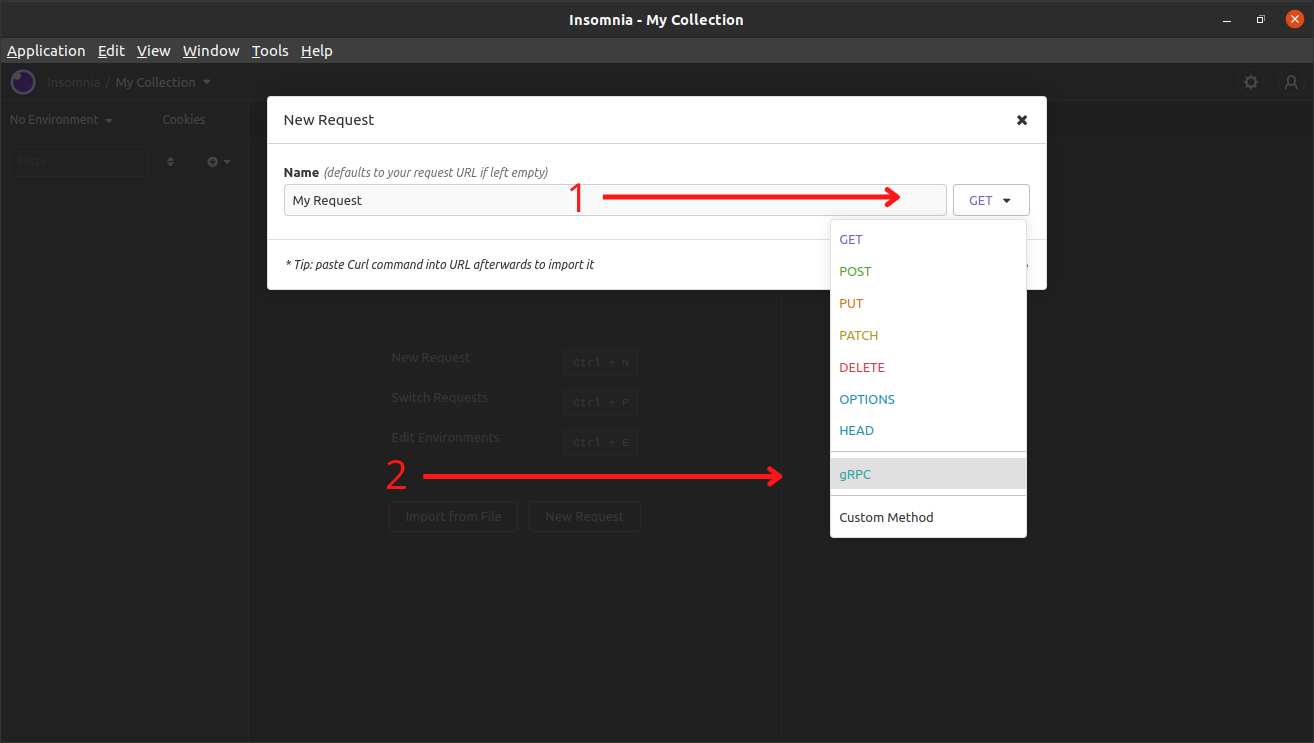 Insomnia - My Collection
Application Edit View Window Tools Help
Insomnia / My Collection
No Environment Cookies
Filter
New Request
Name (defaults to your request URL if left empty)
My Request
1
GET
* Tip: paste Curl command into URL afterwards to import it
GET
POST
PUT
PATCH
DELETE
OPTIONS
HEAD
gRPC
Custom Method
New Request Ctrl + N
Switch Requests Ctrl + P
Edit Environments Ctrl + E
2
Import from File New Request